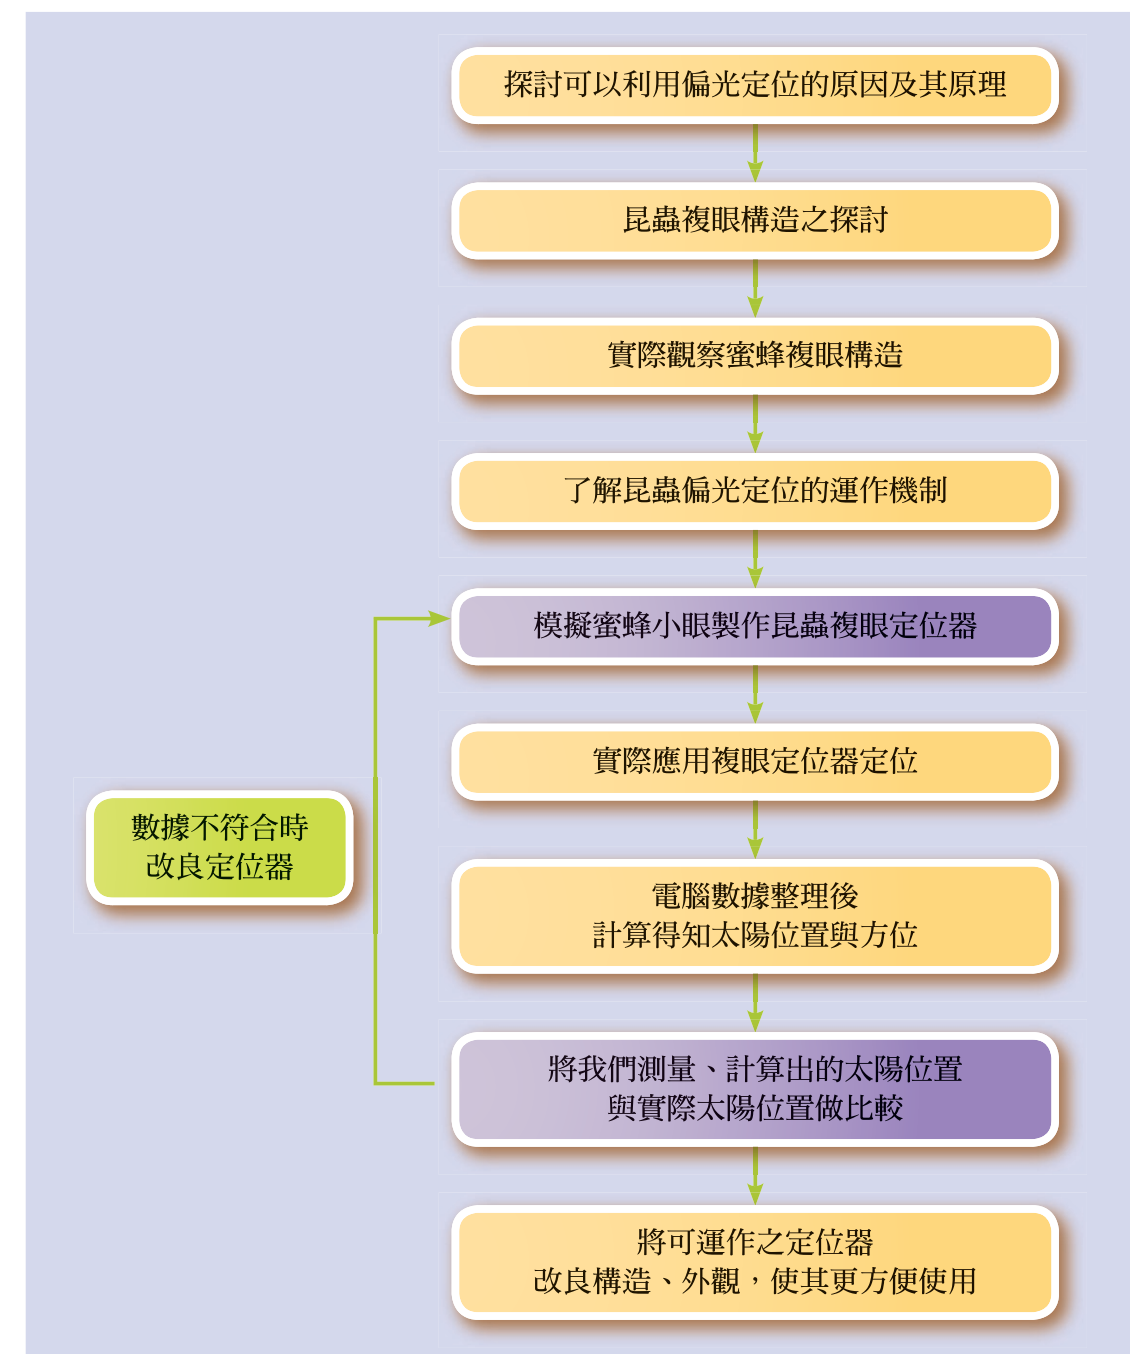 探討可以利用偏光定位的原因及其原理
昆蟲複眼構造之探討
實際觀察蜜蜂複眼構造
了解昆蟲偏光定位的運作機制
模擬蜜蜂小眼製作昆蟲複眼定位器
實際應用複眼定位器定位
數據不符合時
改良定位器
電腦數據整理後
計算得知太陽位置與方位
將我們測量、計算出的太陽位置
與實際太陽位置做比較
將可運作之定位器
改良構造、外觀，使其更方便使用